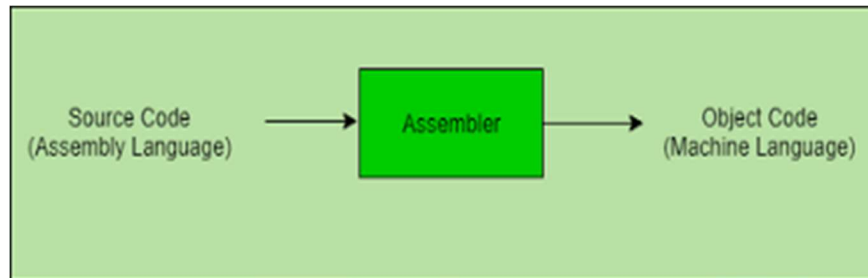 Source Code
(Assembly Language)
Assembler
Object Code
(Machine Language)